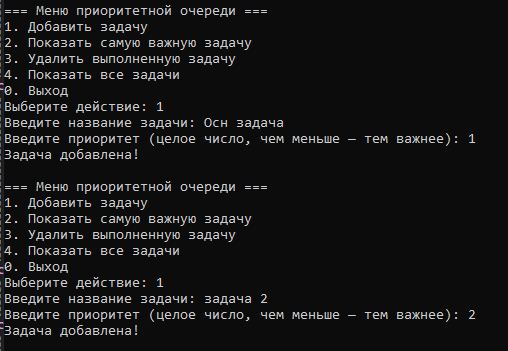 === Меню приоритетной очереди ===
1. Добавить задачу
2. Показать самую важную задачу
3. Удалить выполненную задачу
4. Показать все задачи
0. Выход
Выберите действие: 1
Введите название задачи: Осн задача
Введите приоритет (целое число, чем меньше — тем важнее): 1
Задача добавлена!
=== Меню приоритетной очереди ===
1. Добавить задачу
2. Показать самую важную задачу
3. Удалить выполненную задачу
4. Показать все задачи
0. Выход
Выберите действие: 1
Введите название задачи: задача 2
Введите приоритет (целое число, чем меньше — тем важнее): 2
Задача добавлена!